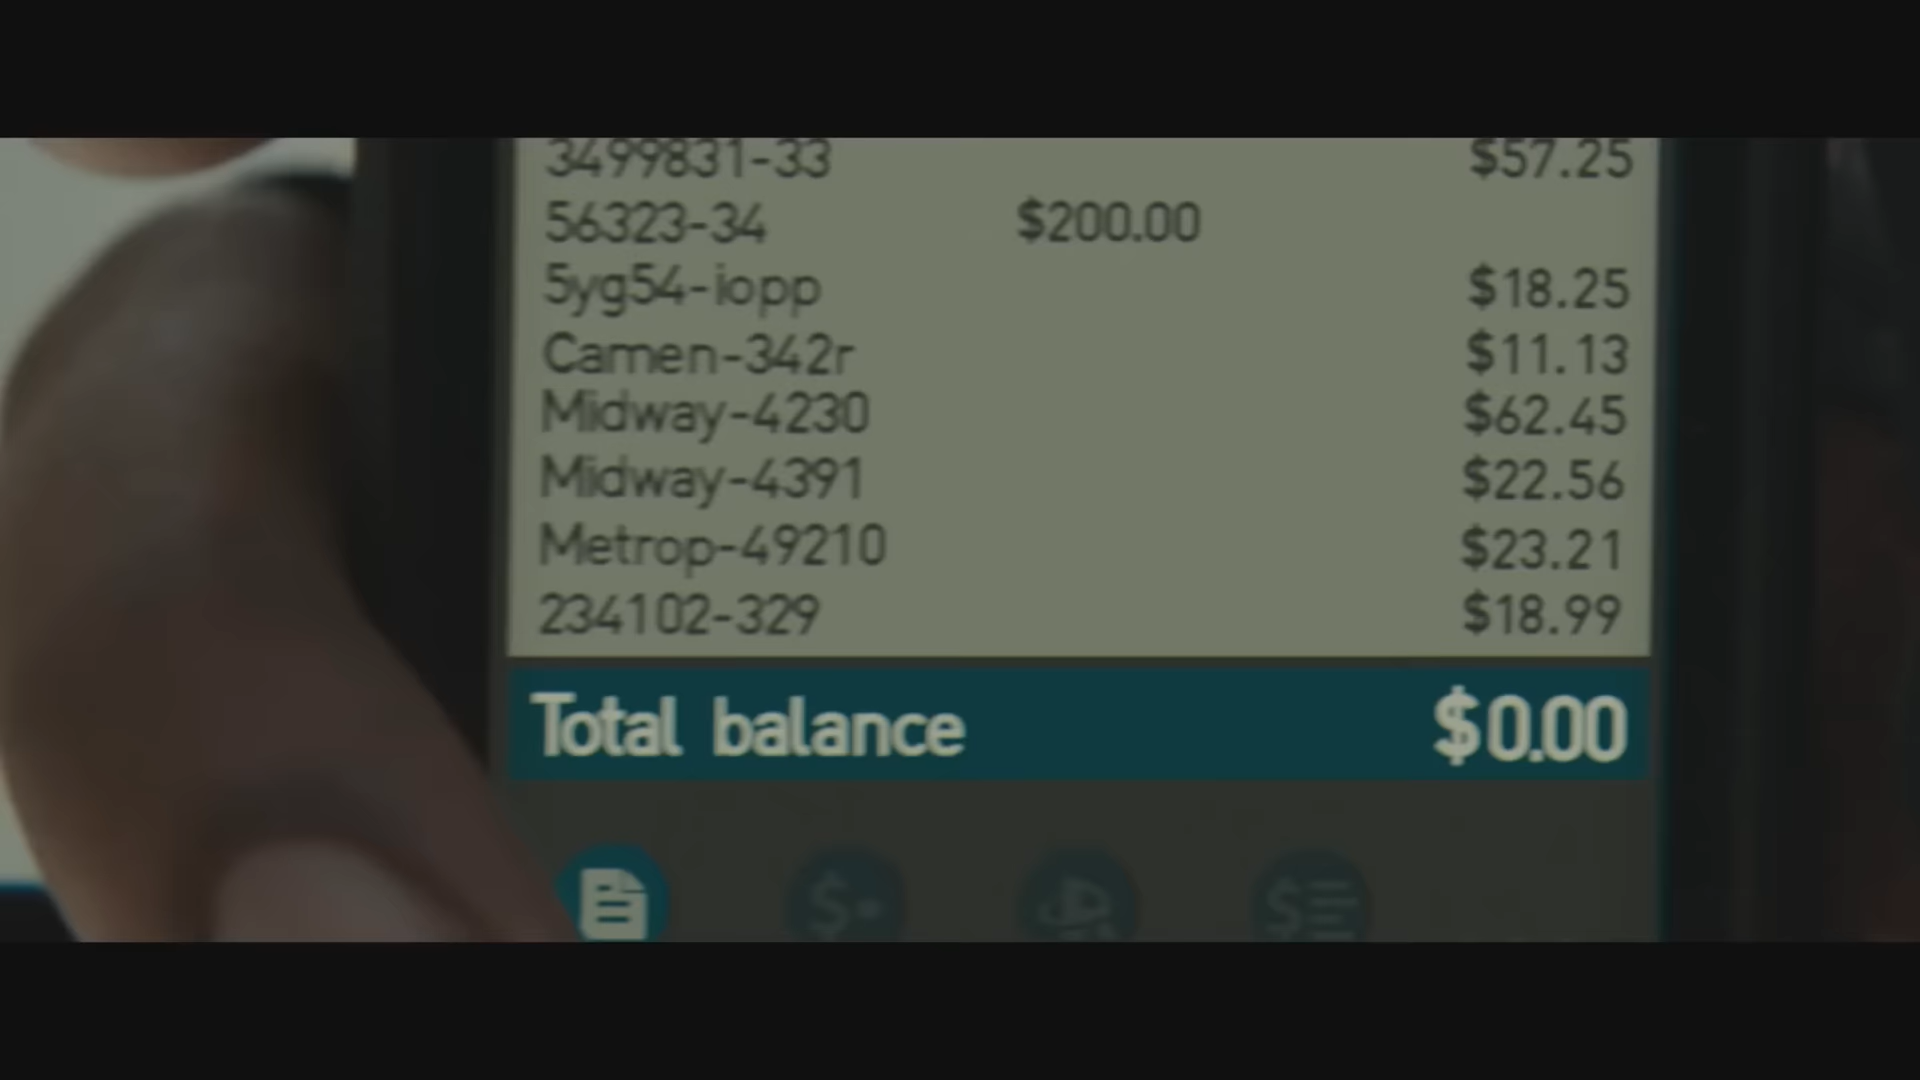 3499831-33 $57.25
56323-34 $200.00
5yg54-iopp $18.25
Camen-342r $11.13
Midway-4230 $62.45
Midway-4391 $22.56
Metrop-49210 $23.21
234102-329 $18.99
Total balance $0.00